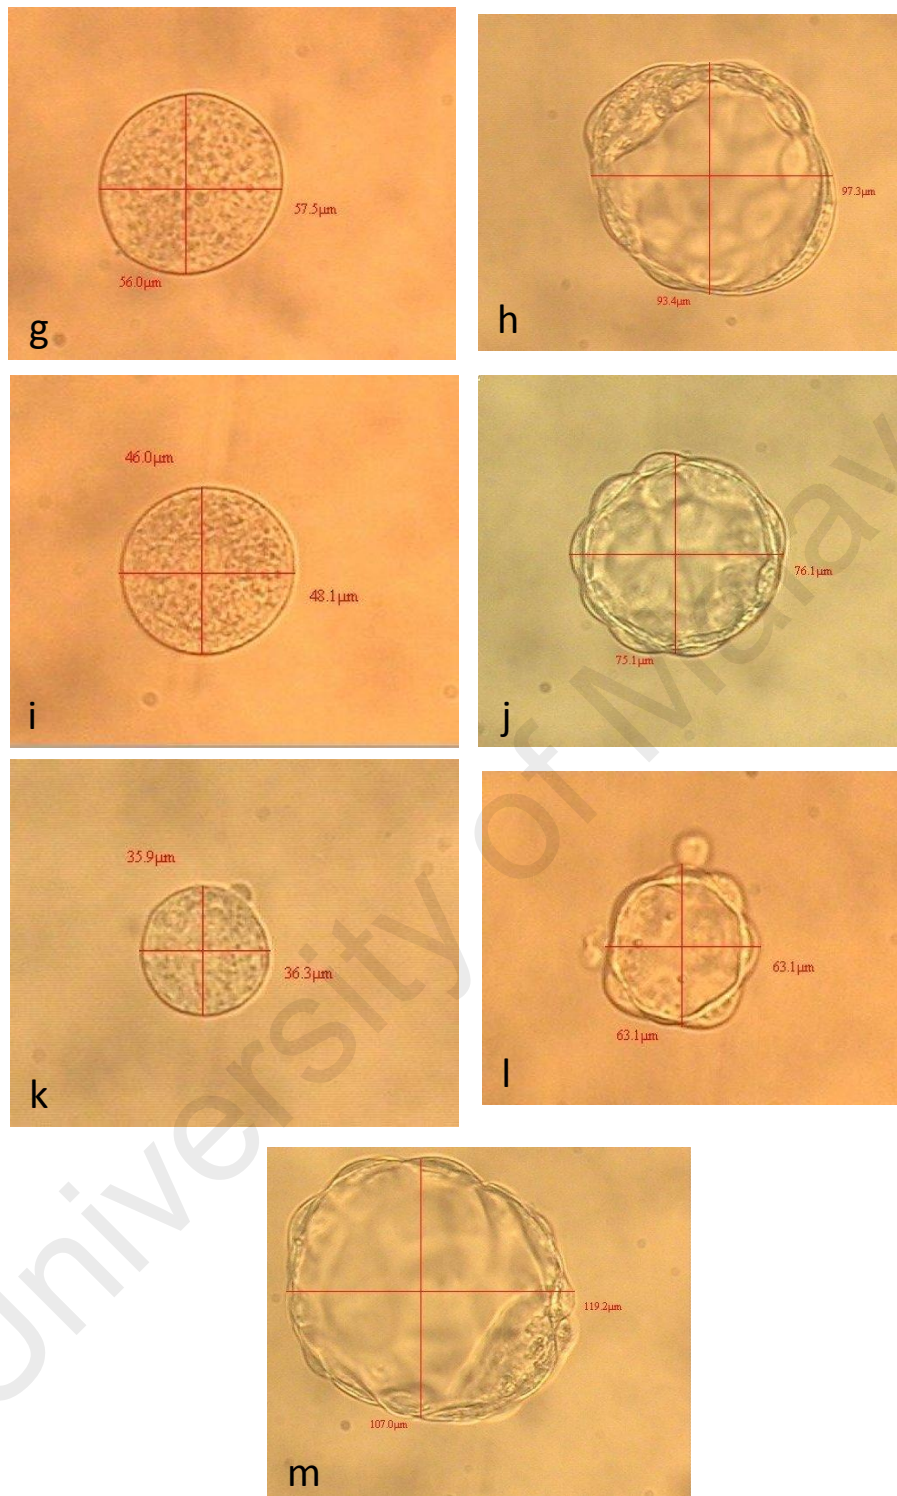 57.5µm
56.0µm
g
97.3µm
93.4µm
h
46.0µm
48.1µm
i
76.1µm
75.1µm
j
35.9µm
36.3µm
k
63.1µm
63.1µm
l
119.2µm
107.0µm
m
University of Malay